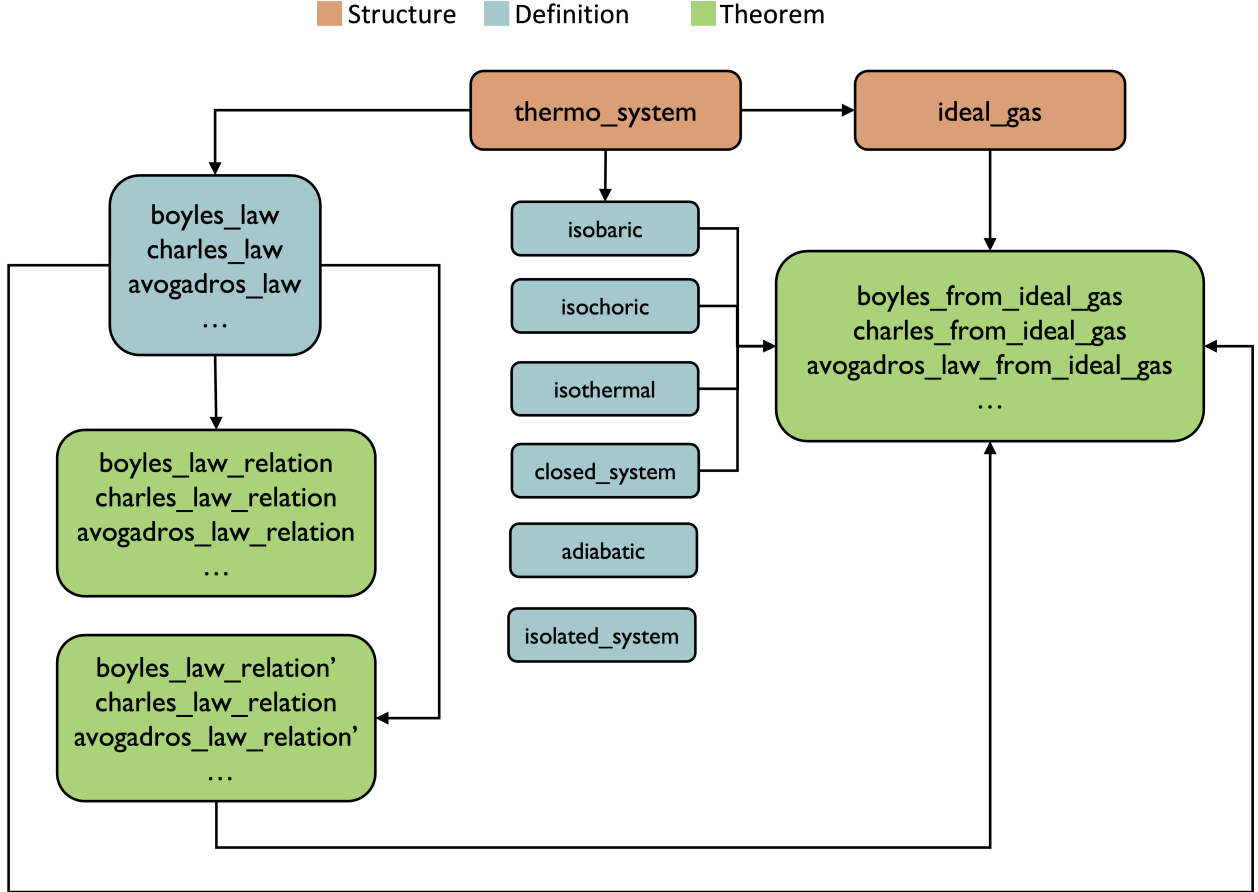 Structure Definition Theorem
thermo_system
ideal_gas
boyles_law
charles_law
avogadros_law
...
isobaric
isochoric
isothermal
closed_system
adiabatic
isolated_system
boyles_from_ideal_gas
charles_from_ideal_gas
avogadros_law_from_ideal_gas
...
boyles_law_relation
charles_law_relation
avogadros_law_relation
...
boyles_law_relation’
charles_law_relation
avogadros_law_relation’
...